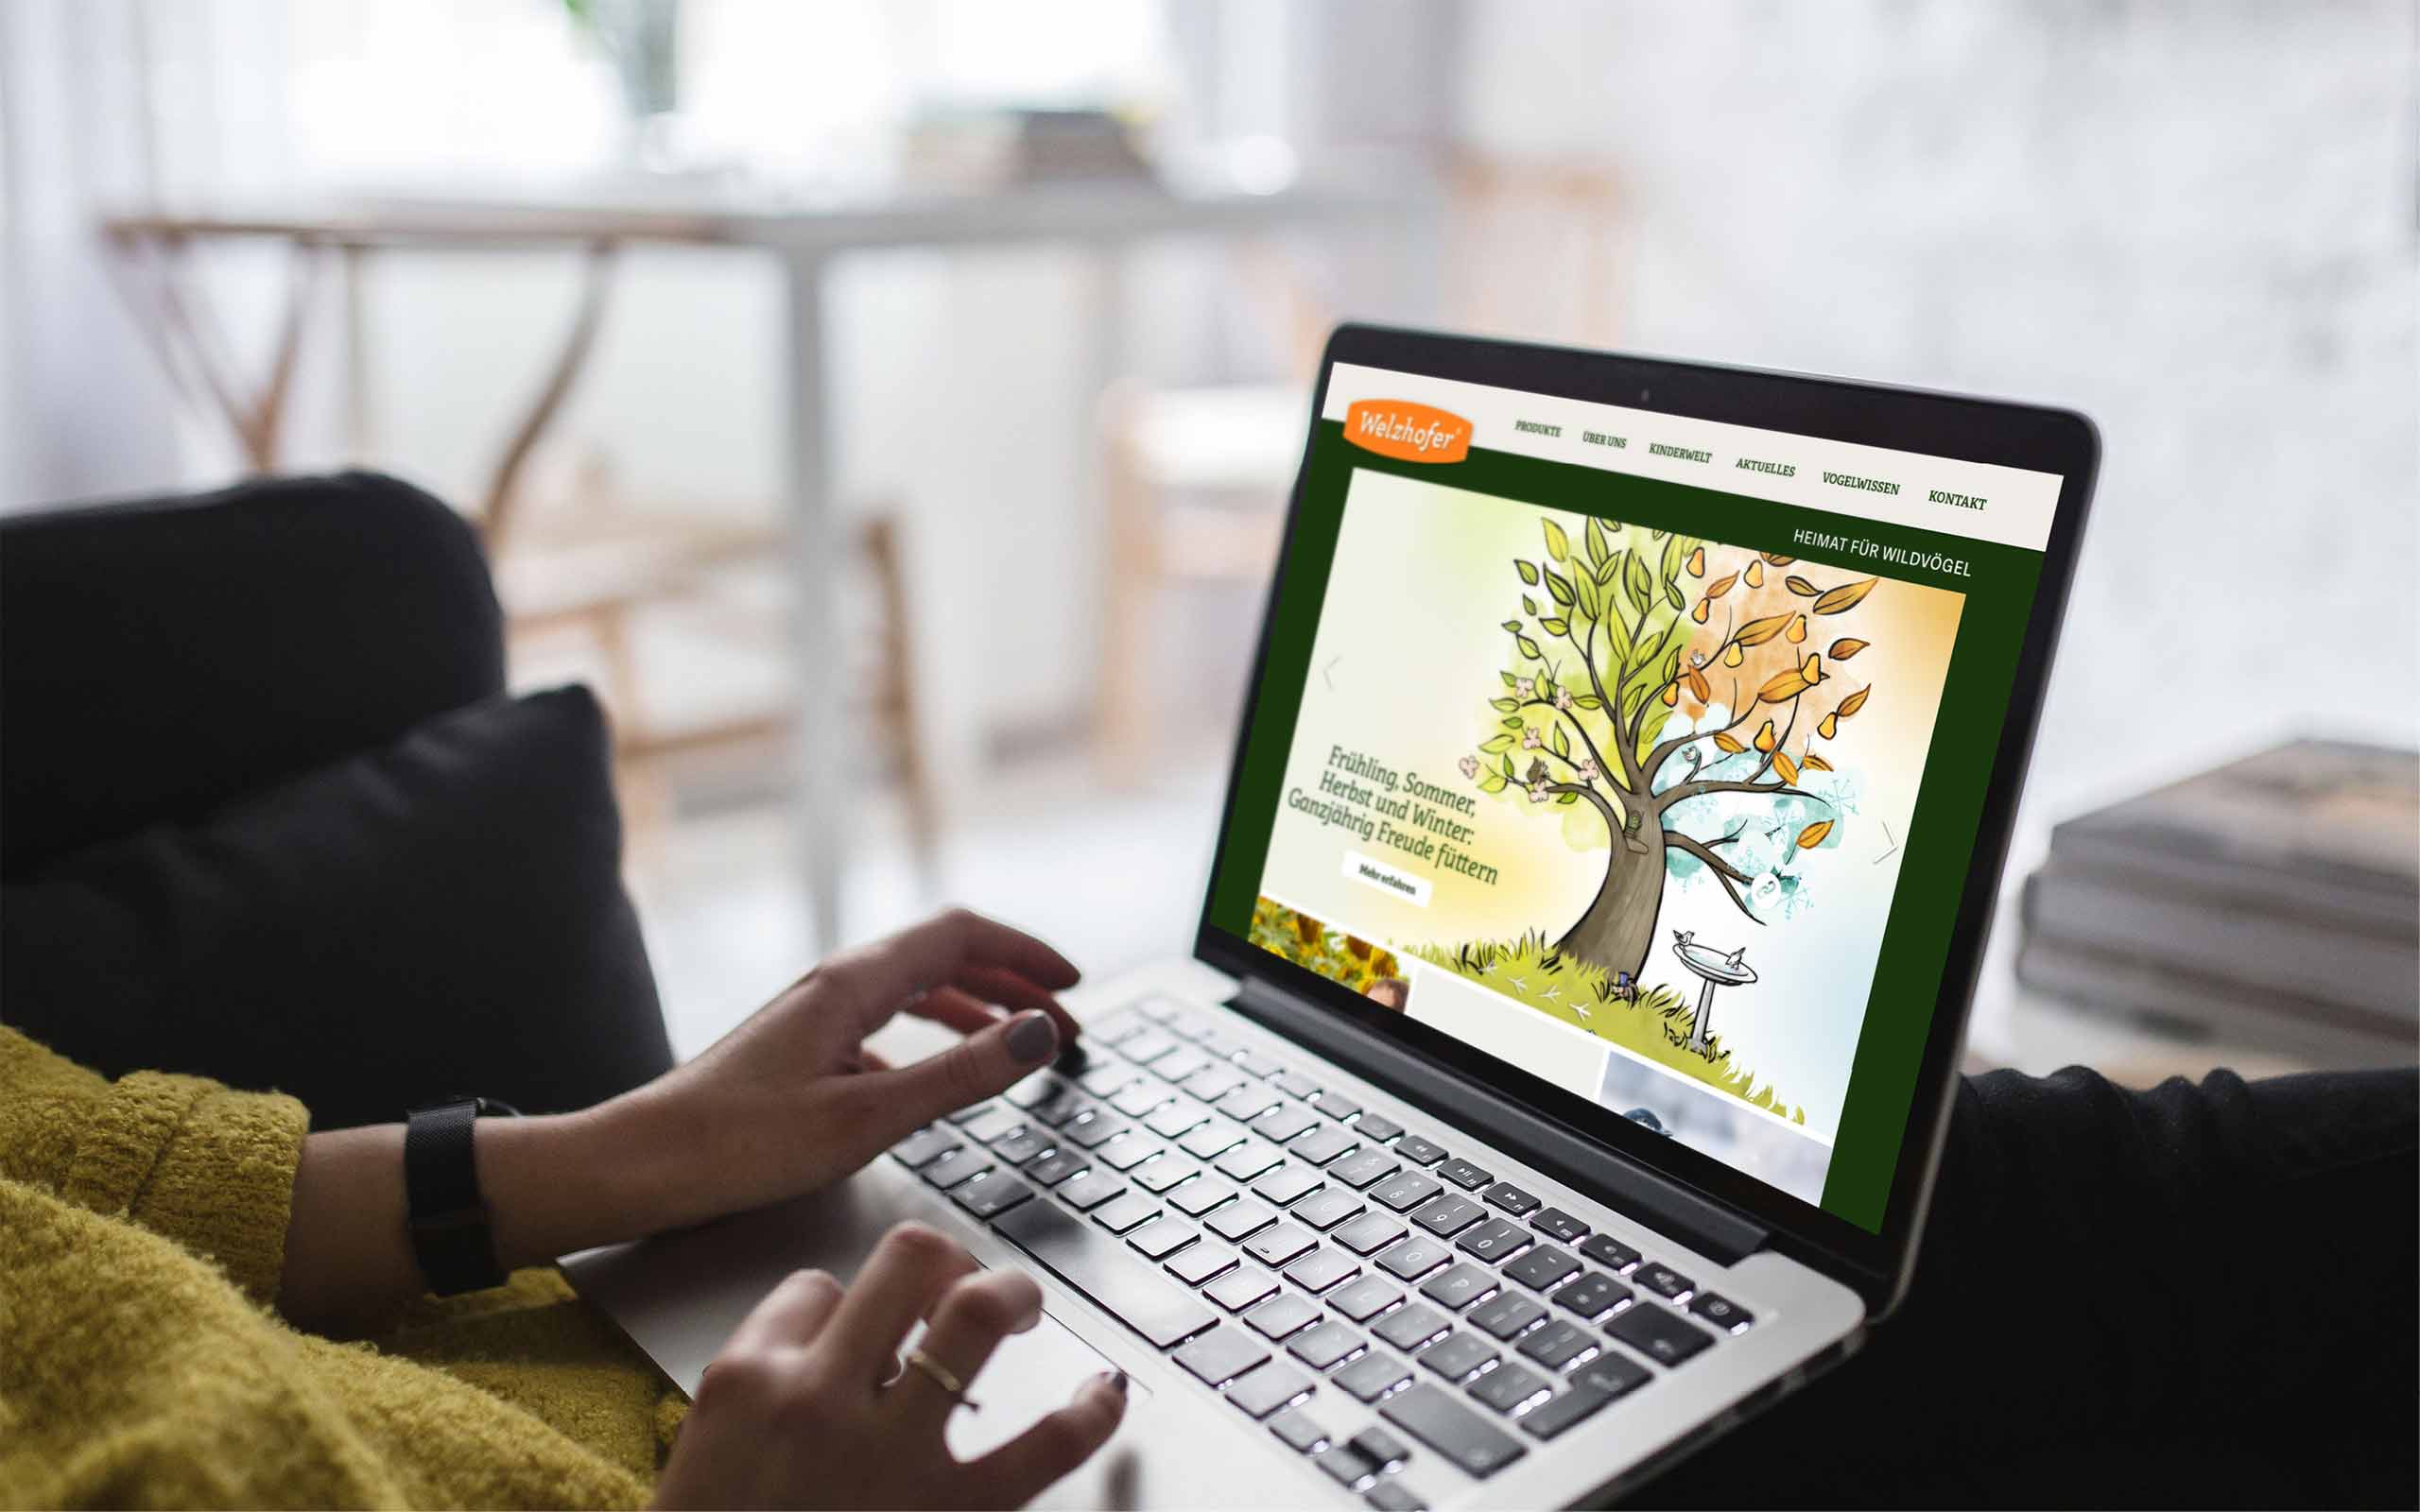 Welzhofer®
PRODUKTE ÜBER UNS KINDERWELT AKTUELLES VOGELWISSEN KONTAKT
HEIMAT FÜR WILDVÖGEL
Frühling, Sommer,
Herbst und Winter:
Ganzjährig Freude füttern
Mehr erfahren